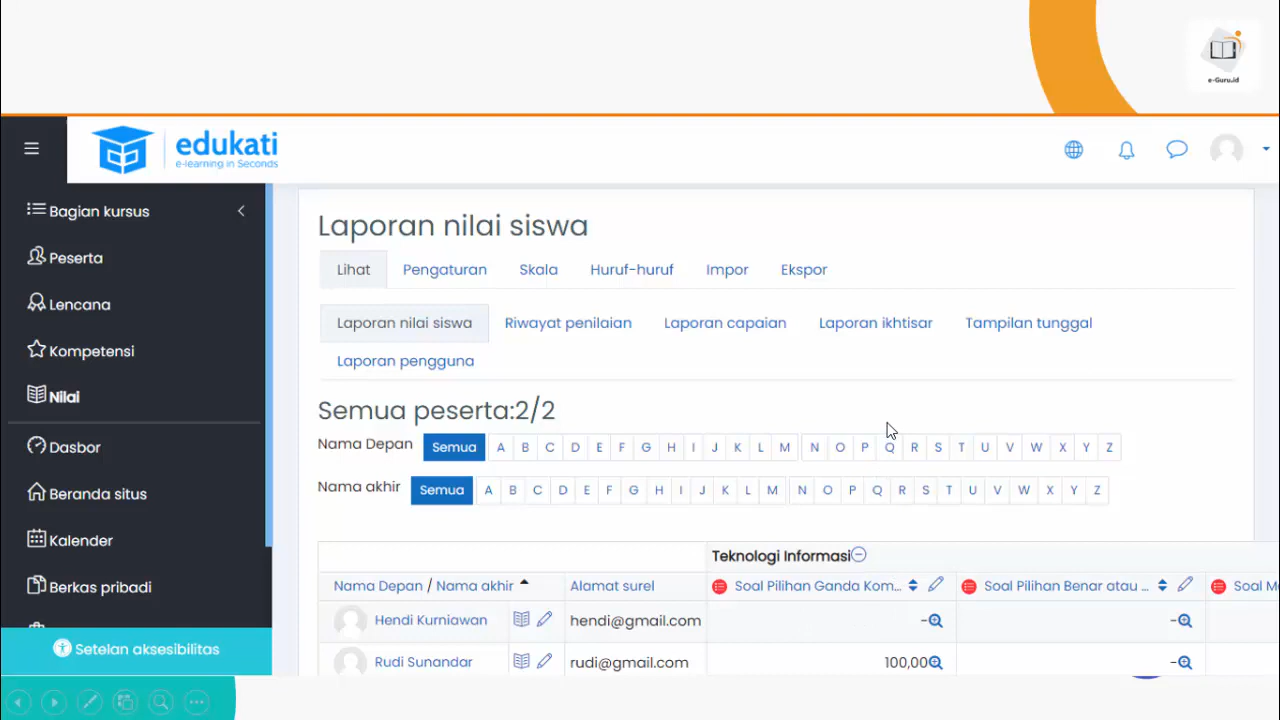 e-Guru.id
edukati
e-learning in Seconds
Bagian kursus
Peserta
Lencana
Kompetensi
Nilai
Dasbor
Beranda situs
Kalender
Berkas pribadi
Setelan aksesibilitas
Laporan nilai siswa
Lihat Pengaturan Skala Huruf-huruf Impor Ekspor
Laporan nilai siswa Riwayat penilaian Laporan capaian Laporan ikhtisar Tampilan tunggal
Laporan pengguna
Semua peserta:2/2
Nama Depan Semua A B C D E F G H I J K L M N O P Q R S T U V W X Y Z
Nama akhir Semua A B C D E F G H I J K L M N O P Q R S T U V W X Y Z
Teknologi Informasi
Nama Depan / Nama akhir Alamat surel Soal Pilihan Ganda Kom... Soal Pilihan Benar atau ... Soal M
Hendi Kurniawan hendi@gmail.com - -
Rudi Sunandar rudi@gmail.com 100,00 -